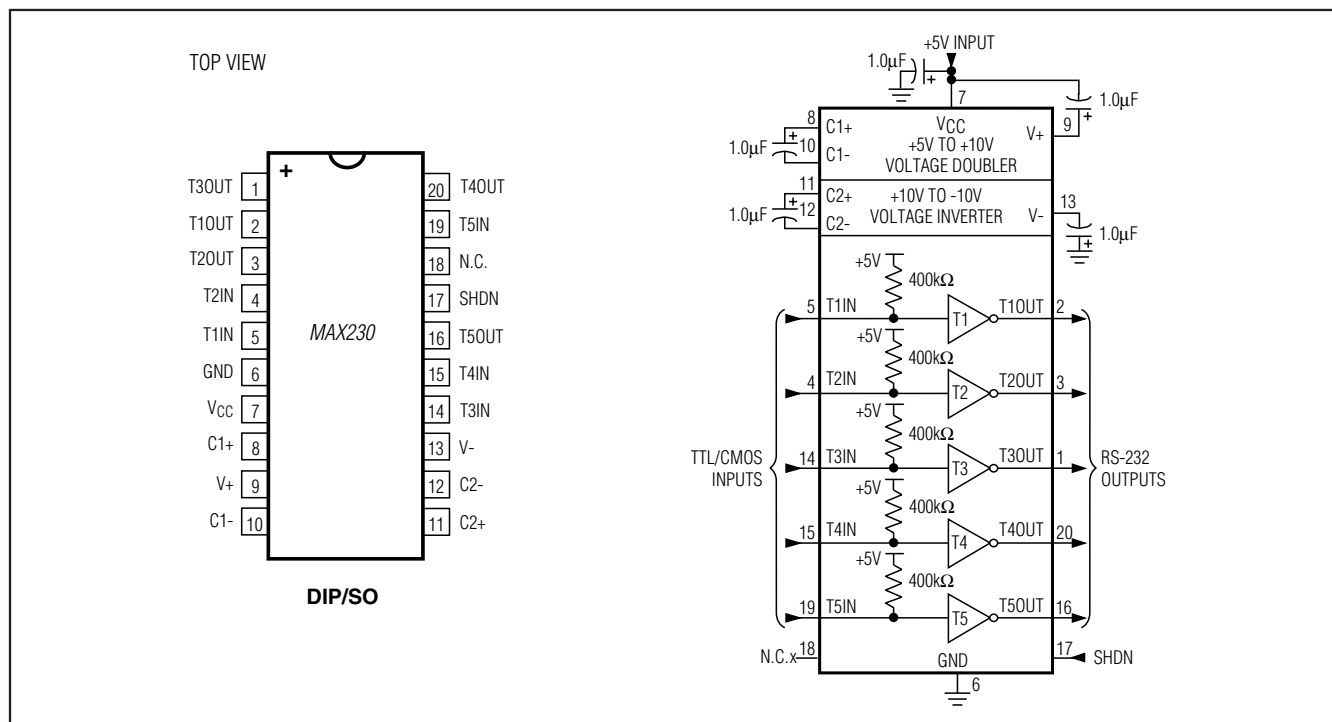 TOP VIEW
+
MAX230
T3OUT 1
T1OUT 2
T2OUT 3
T2IN 4
T1IN 5
GND 6
VCC 7
C1+ 8
V+ 9
C1- 10
20 T4OUT
19 T5IN
18 N.C.
17 SHDN
16 T5OUT
15 T4IN
14 T3IN
13 V-
12 C2-
11 C2+
DIP/SO
+5V INPUT
1.0µF
+
7
1.0µF
+
8 C1+
1.0µF
+
10 C1-
VCC
+5V TO +10V
VOLTAGE DOUBLER
V+ 9
11 C2+
1.0µF
+
12 C2-
+10V TO -10V
VOLTAGE INVERTER
V- 13
1.0µF
+
TTL/CMOS
INPUTS
+5V
400kΩ
5 T1IN T1 T1OUT 2
+5V
400kΩ
4 T2IN T2 T2OUT 3
+5V
400kΩ
14 T3IN T3 T3OUT 1
+5V
400kΩ
15 T4IN T4 T4OUT 20
+5V
400kΩ
19 T5IN T5 T5OUT 16
RS-232
OUTPUTS
N.C.x 18
GND
6
17 SHDN